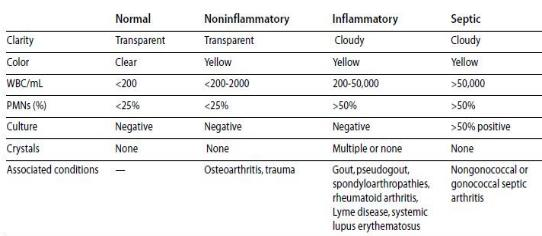 Normal Noninflammatory Inflammatory Septic
Clarity Transparent Transparent Cloudy Cloudy
Color Clear Yellow Yellow Yellow
WBC/mL <200 <200-2000 200-50,000 >50,000
PMNs (%) <25% <25% >50% >50%
Culture Negative Negative Negative >50% positive
Crystals None None Multiple or none None
Associated conditions — Osteoarthritis, trauma Gout, pseudogout, Nongonococcal or
spondyloarthropathies, gonococcal septic
rheumatoid arthritis, arthritis
Lyme disease, systemic
lupus erythematosus